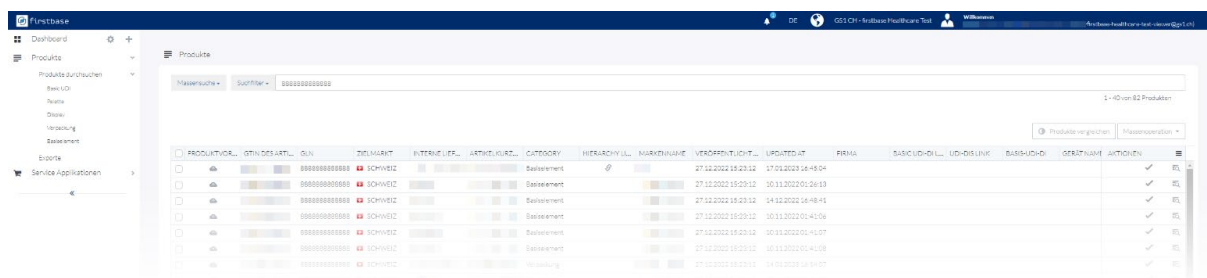 firstbase
DE GS1 CH - firstbase Healthcare Test Willkommen
firstbase-healthcare-test-viewer@gs1.ch)
Dashboard
Produkte
Produkte durchsuchen
Basic UDI
Palette
Display
Verpackung
Basiselement
Exporte
Service Applikationen
Produkte
Massensuche Suchfilter 8888888888888
1 - 40 von 82 Produkten
Produkte vergleichen Massenoperation
PRODUKTVOR... GTIN DES ARTI... GLN ZIELMARKT INTERNE LIEF... ARTIKELKURZ... CATEGORY HIERARCHY LI... MARKENNAME VERÖFFENTLICHT ... UPDATED AT FIRMA BASIC UDI-DI L... UDI-DIS LINK BASIS-UDI-DI GERÄT NAME AKTIONEN
8888888888888 SCHWEIZ Basiselement 27.12.2022 15:23:12 17.01.2023 16:45:04
8888888888888 SCHWEIZ Basiselement 27.12.2022 15:23:12 10.11.2022 01:26:13
8888888888888 SCHWEIZ Basiselement 27.12.2022 15:23:12 14.12.2022 16:48:41
8888888888888 SCHWEIZ Basiselement 27.12.2022 15:23:12 10.11.2022 01:41:06
8888888888888 SCHWEIZ Basiselement 27.12.2022 15:23:12 10.11.2022 01:41:07
8888888888888 SCHWEIZ Basiselement 27.12.2022 15:23:12 10.11.2022 01:41:08
8888888888888 SCHWEIZ Verpackung